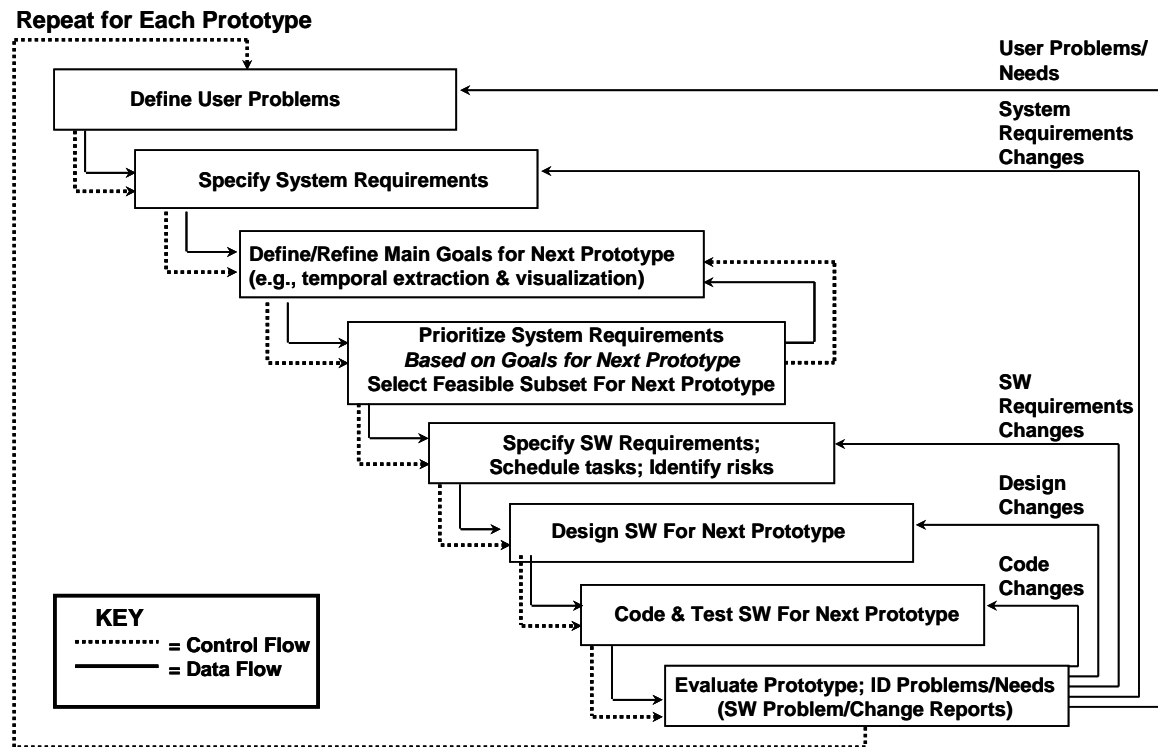 Repeat for Each Prototype
User Problems/
Needs
Define User Problems
System
Requirements
Changes
Specify System Requirements
Define/Refine Main Goals for Next Prototype
(e.g., temporal extraction & visualization)
Prioritize System Requirements
Based on Goals for Next Prototype
Select Feasible Subset For Next Prototype
SW
Requirements
Changes
Specify SW Requirements;
Schedule tasks; Identify risks
Design
Changes
Design SW For Next Prototype
Code
Changes
Code & Test SW For Next Prototype
KEY
= Control Flow
= Data Flow
Evaluate Prototype; ID Problems/Needs
(SW Problem/Change Reports)